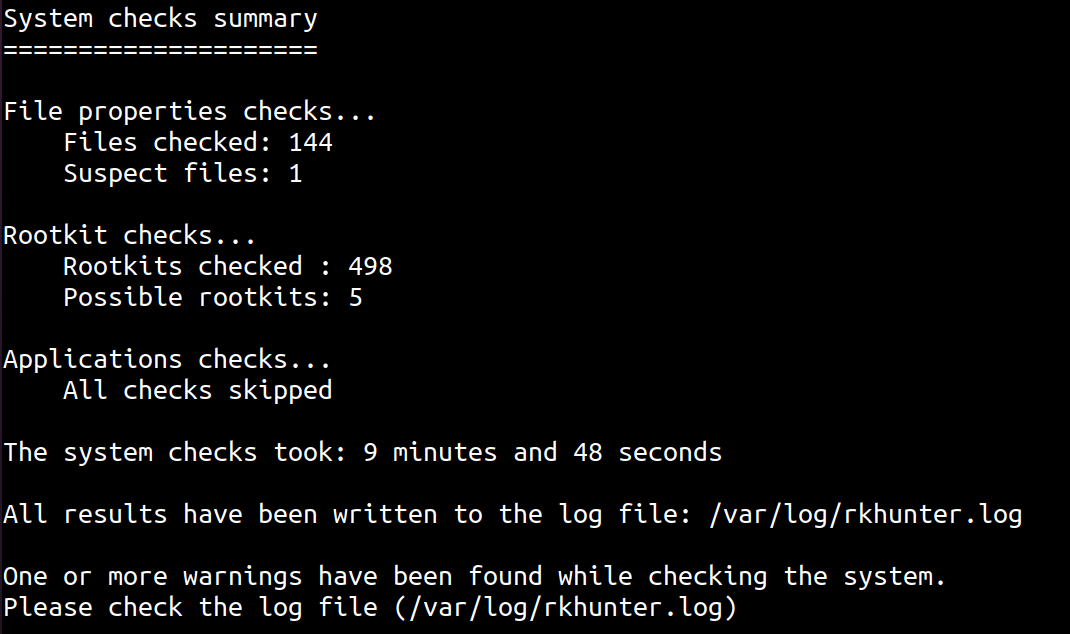 System checks summary
=====================
File properties checks...
Files checked: 144
Suspect files: 1
Rootkit checks...
Rootkits checked : 498
Possible rootkits: 5
Applications checks...
All checks skipped
The system checks took: 9 minutes and 48 seconds
All results have been written to the log file: /var/log/rkhunter.log
One or more warnings have been found while checking the system.
Please check the log file (/var/log/rkhunter.log)